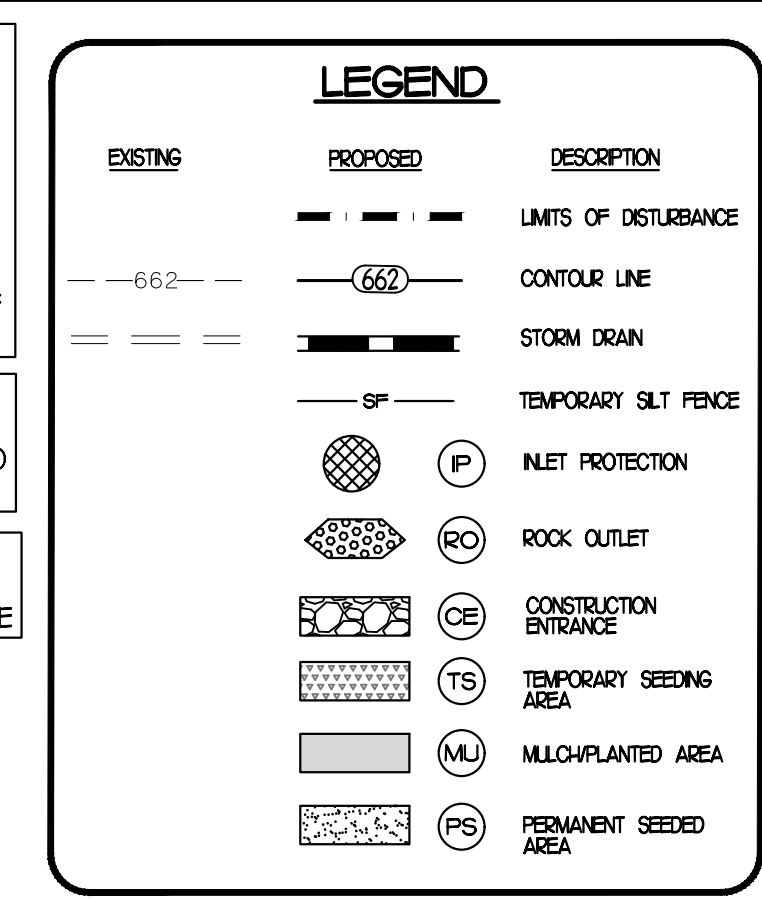 LEGEND
EXISTING PROPOSED DESCRIPTION
LIMITS OF DISTURBANCE
662 662 CONTOUR LINE
STORM DRAIN
SF TEMPORARY SILT FENCE
IP INLET PROTECTION
RO ROCK OUTLET
CE CONSTRUCTION
ENTRANCE
E
TS TEMPORARY SEEDING
AREA
MU MULCH/PLANTED AREA
PS PERMANENT SEEDED
AREA